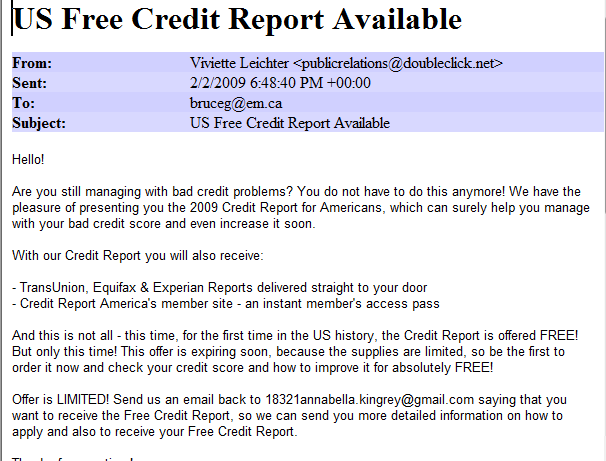 US Free Credit Report Available
From: Viviette Leichter <publicrelations@doubleclick.net>
Sent: 2/2/2009 6:48:40 PM +00:00
To: bruceg@em.ca
Subject: US Free Credit Report Available
Hello!
Are you still managing with bad credit problems? You do not have to do this anymore! We have the
pleasure of presenting you the 2009 Credit Report for Americans, which can surely help you manage
with your bad credit score and even increase it soon.
With our Credit Report you will also receive:
- TransUnion, Equifax & Experian Reports delivered straight to your door
- Credit Report America's member site - an instant member's access pass
And this is not all - this time, for the first time in the US history, the Credit Report is offered FREE!
But only this time! This offer is expiring soon, because the supplies are limited, so be the first to
order it now and check your credit score and how to improve it for absolutely FREE!
Offer is LIMITED! Send us an email back to 18321annabella.kingrey@gmail.com saying that you
want to receive the Free Credit Report, so we can send you more detailed information on how to
apply and also to receive your Free Credit Report.